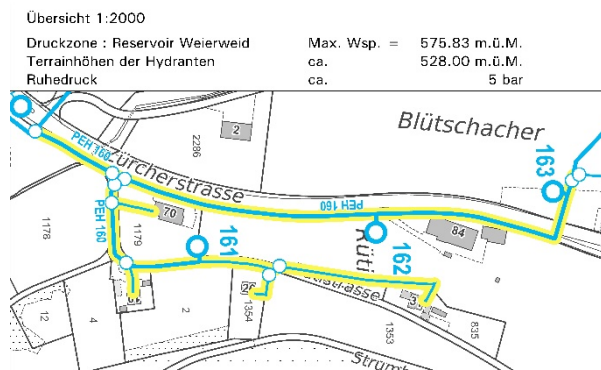 Übersicht 1:2000
Druckzone : Reservoir Weierweid Max. Wsp. = 575.83 m.ü.M.
Terrainhöhen der Hydranten ca. 528.00 m.ü.M.
Ruhedruck ca. 5 bar
Blütschacher
2
2286
PEH 160
Zürcherstrasse
163
1178
PEH 160
70
1179
PEH 160
84
161
162
Rüti
12
4
2
1354
1353
835